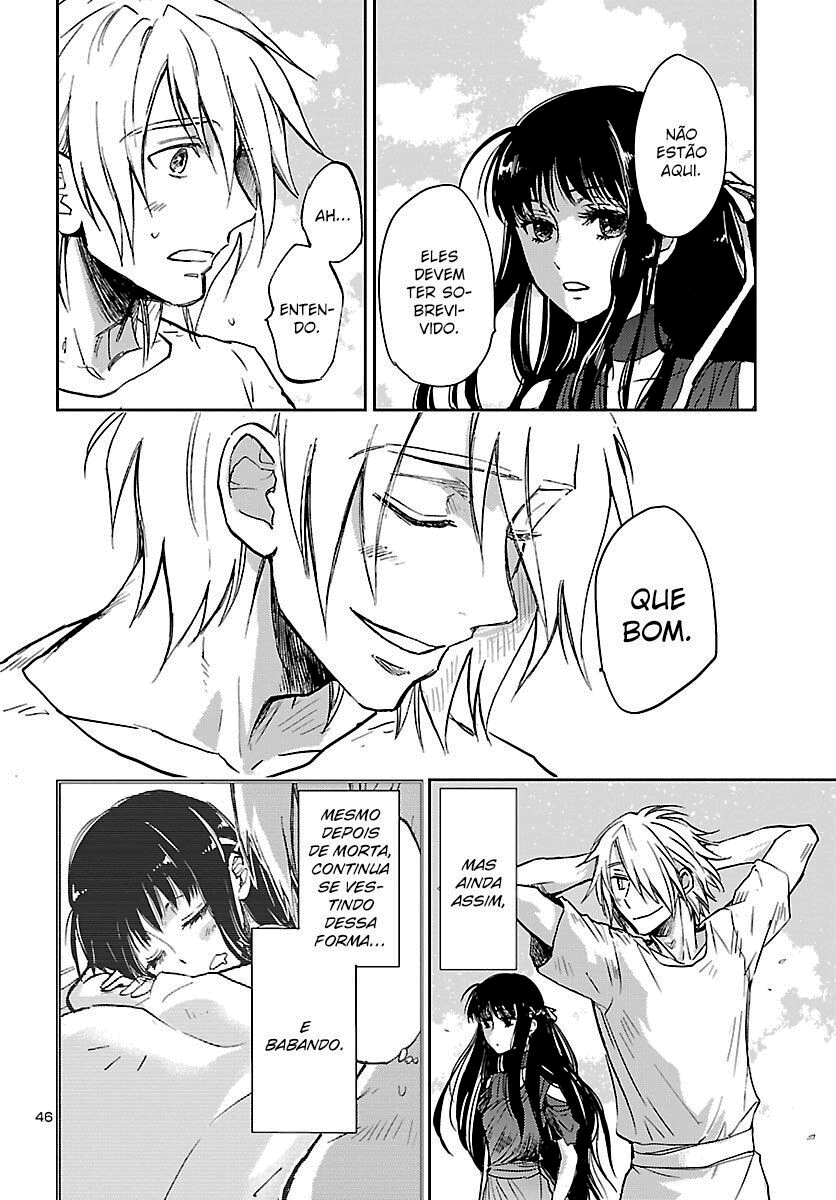 NÃO
ESTÃO
AQUI.
ELES
DEVEM
TER SO-
BREVI-
VIDO.
AH...
ENTEN-
DO.
QUE
BOM.
MAS
AINDA
ASSIM,
MESMO
DEPOIS
DE MORTA,
CONTINUA
SE VES-
TINDO
DESSA
FORMA...
E
BABANDO.
46